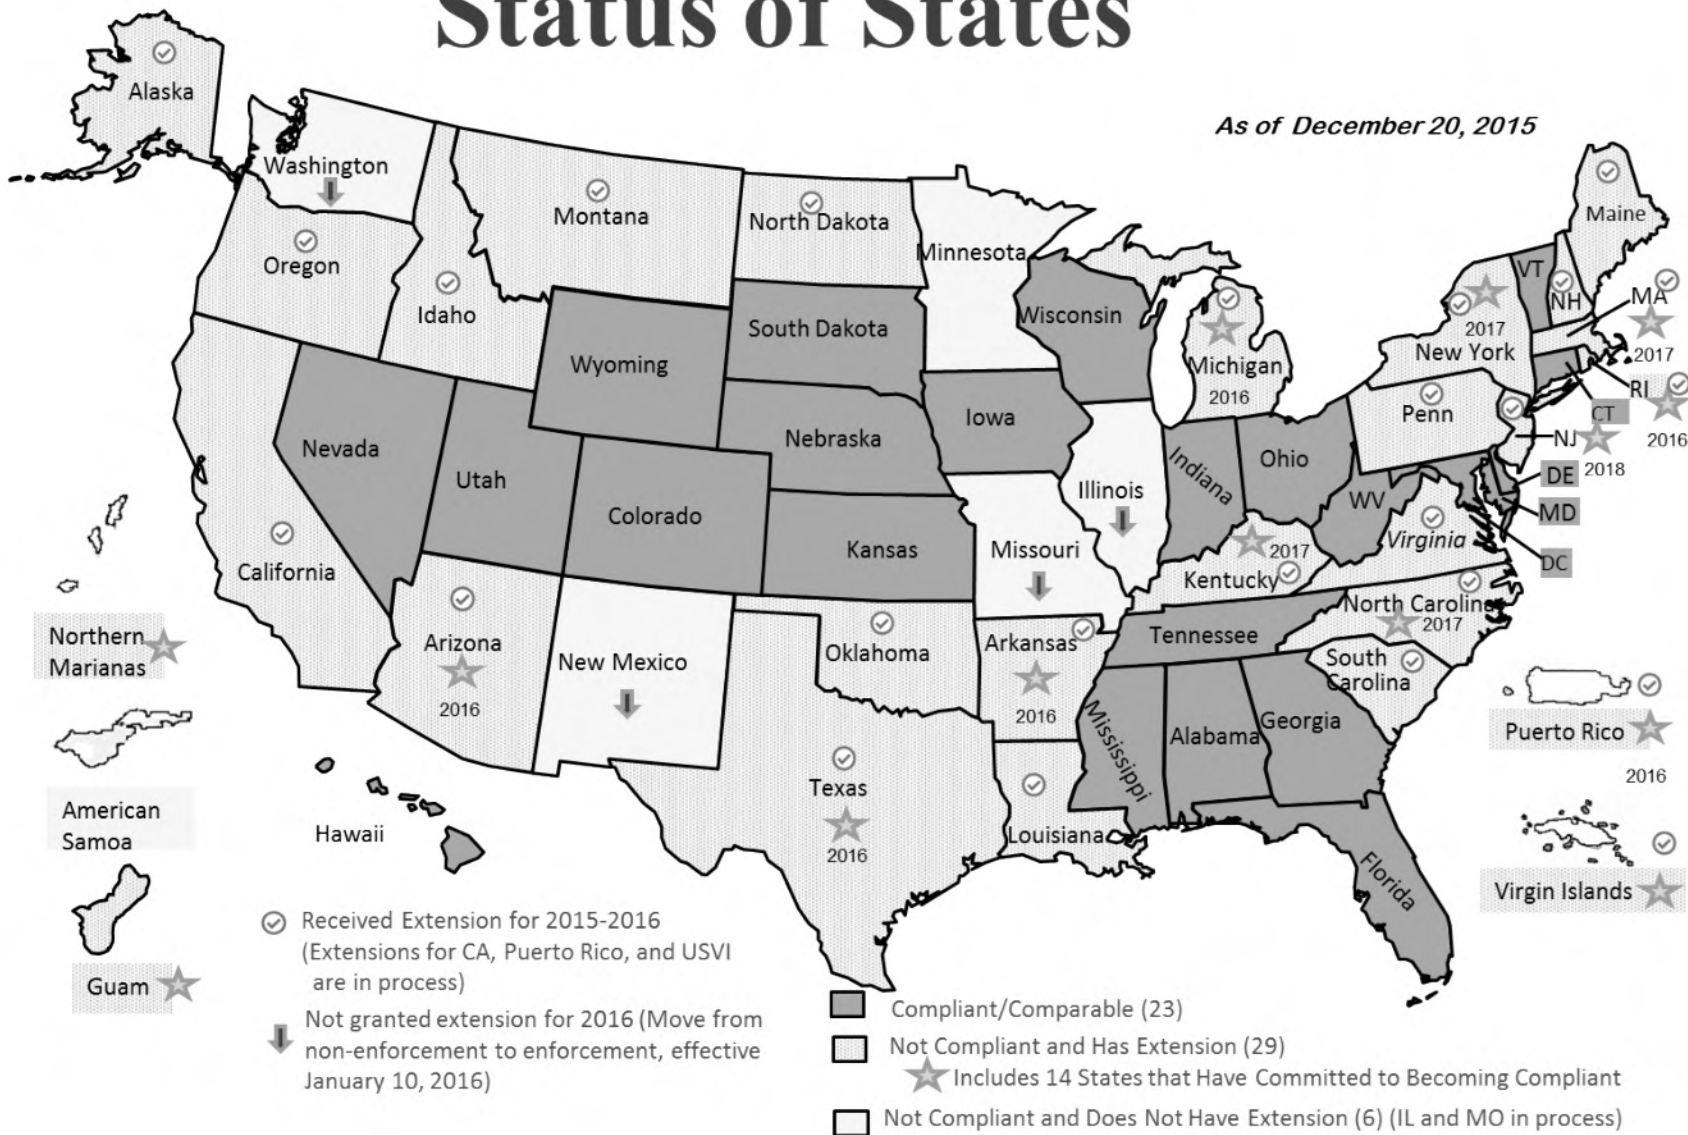 Status of States
As of December 20, 2015
Alaska
Washington
Montana
North Dakota
Minnesota
Maine
Oregon
Idaho
Wisconsin
VT
NH
MA
2017
New York
2017
Michigan
2016
South Dakota
Wyoming
RI
2016
CT
Penn
NJ
2018
Iowa
Nebraska
Nevada
Utah
Colorado
Kansas
Illinois
Indiana
Ohio
WV
DE
MD
DC
Virginia
Missouri
2017
Kentucky
California
North Carolina
2017
Tennessee
Arizona
2016
New Mexico
Oklahoma
Arkansas
2016
South
Carolina
Northern
Marianas
Mississippi
Alabama
Georgia
Puerto Rico
2016
American
Samoa
Hawaii
Texas
2016
Louisiana
Florida
Virgin Islands
Guam
Received Extension for 2015-2016
(Extensions for CA, Puerto Rico, and USVI
are in process)
Not granted extension for 2016 (Move from
non-enforcement to enforcement, effective
January 10, 2016)
Compliant/Comparable (23)
Not Compliant and Has Extension (29)
Includes 14 States that Have Committed to Becoming Compliant
Not Compliant and Does Not Have Extension (6) (IL and MO in process)